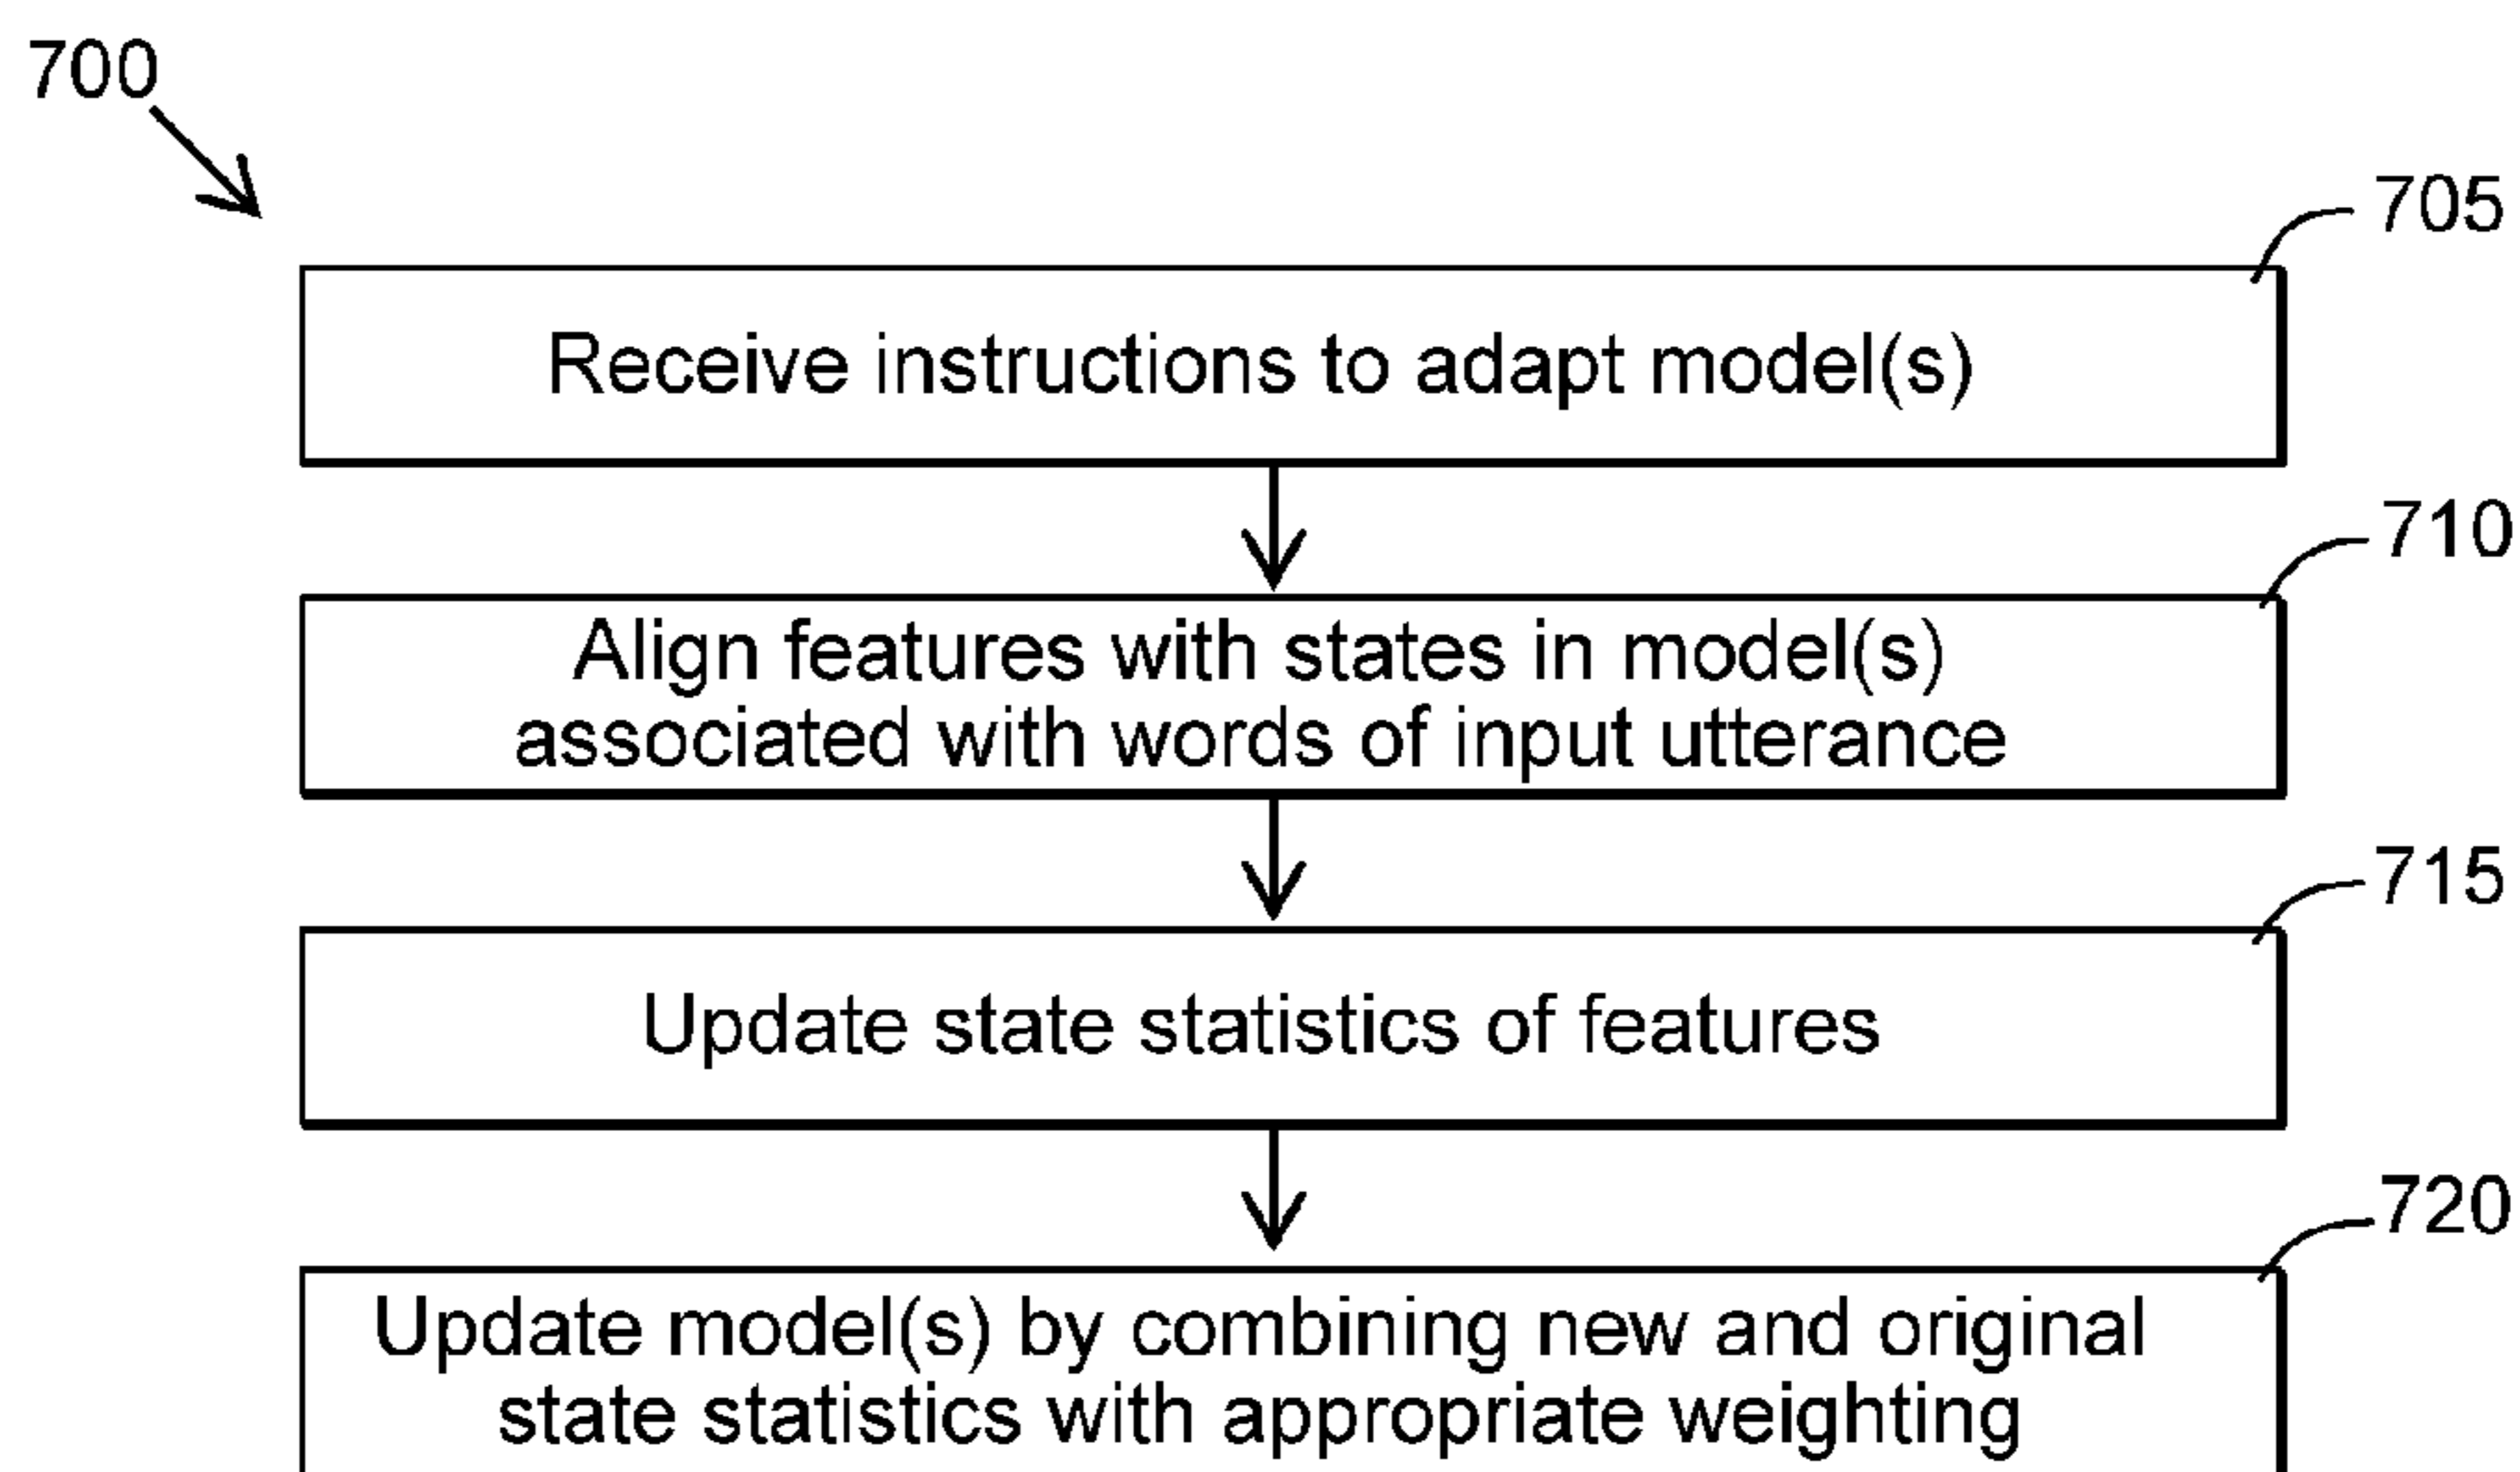 700
705
Receive instructions to adapt model(s)
710
Align features with states in model(s)
associated with words of input utterance
715
Update state statistics of features
720
Update model(s) by combining new and original
state statistics with appropriate weighting